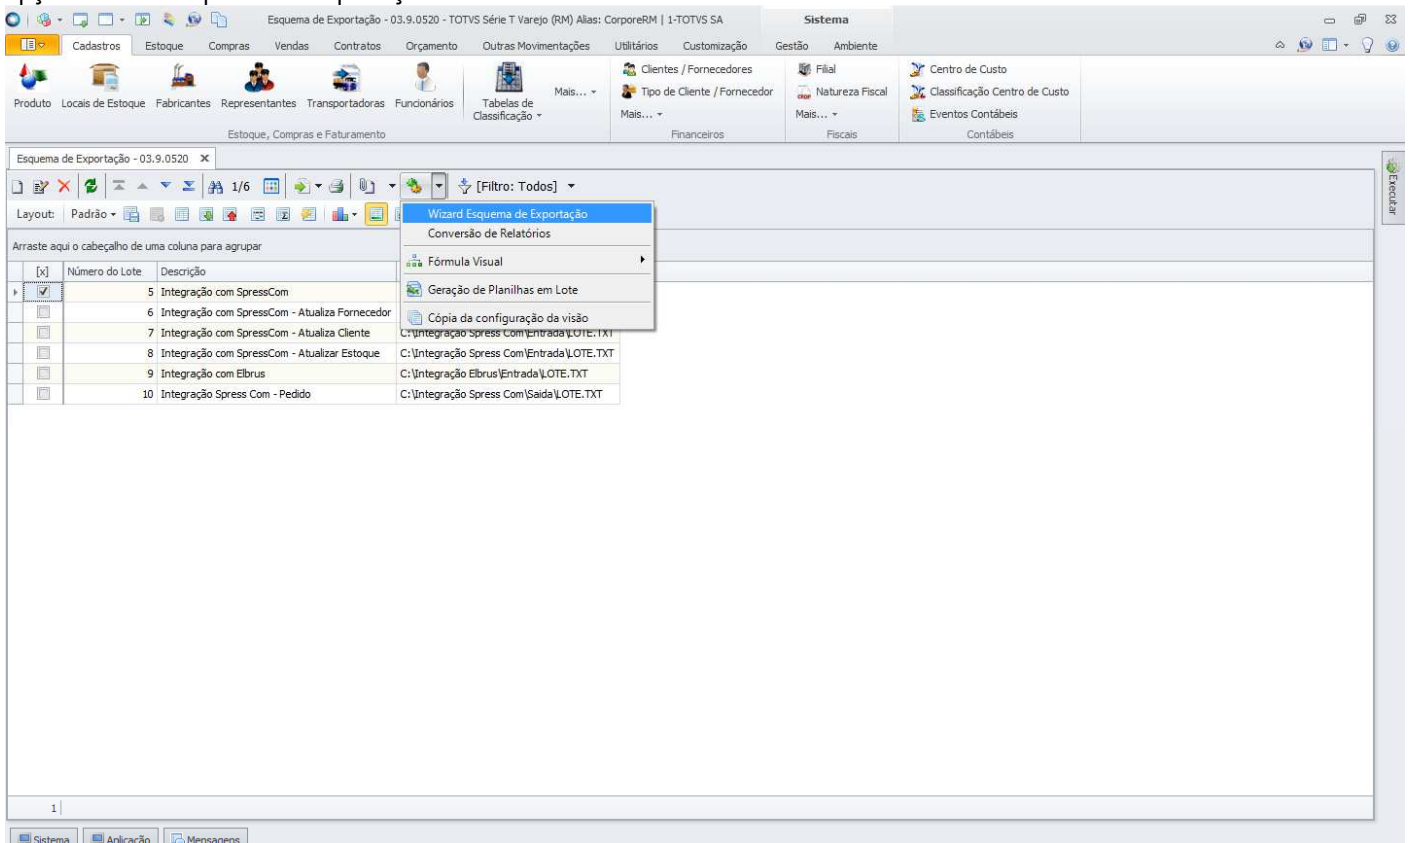 Esquema de Exportação - 03.9.0520 - TOTVS Série T Varejo (RM) Alias: CorporeRM | 1-TOTVS SA
Sistema
Cadastros Estoque Compras Vendas Contratos Orçamento Outras Movimentações Utilitários Customização Gestão Ambiente
Produto Locais de Estoque Fabricantes Representantes Transportadoras Funcionários Tabelas de Classificação Mais...
Estoque, Compras e Faturamento
Clientes / Fornecedores
Tipo de Cliente / Fornecedor
Mais...
Financeiros
Filial
Natureza Fiscal
Mais...
Fiscais
Centro de Custo
Classificação Centro de Custo
Eventos Contábeis
Contábeis
Esquema de Exportação - 03.9.0520
1/6 [Filtro: Todos]
Layout: Padrão
Wizard Esquema de Exportação
Conversão de Relatórios
Fórmula Visual
Geração de Planilhas em Lote
Cópia da configuração da visão
Arraste aqui o cabeçalho de uma coluna para agrupar
[x] Número do Lote Descrição
5 Integração com SpressCom
6 Integração com SpressCom - Atualiza Fornecedor
7 Integração com SpressCom - Atualiza Cliente C:\Integração Spress Com\Entrada\LOTE.TXT
8 Integração com SpressCom - Atualizar Estoque C:\Integração Spress Com\Entrada\LOTE.TXT
9 Integração com Elbrus C:\Integração Elbrus\Entrada\LOTE.TXT
10 Integração Spress Com - Pedido C:\Integração Spress Com\Saida\LOTE.TXT
1
Executar
Sistema Aplicação Mensagens